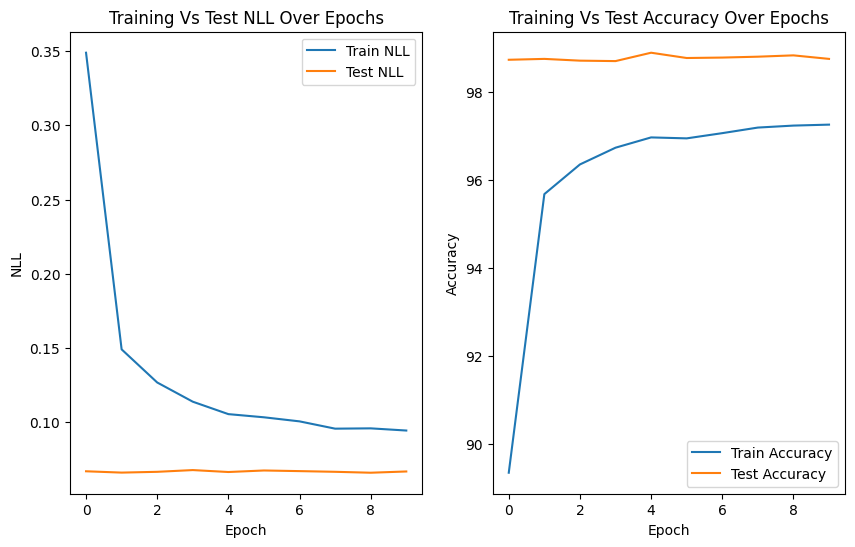 Training Vs Test NLL Over Epochs
0.35
0.30
0.25
0.20
0.15
0.10
NLL
0 2 4 6 8
Epoch
Train NLL
Test NLL
Training Vs Test Accuracy Over Epochs
98
96
94
92
90
Accuracy
0 2 4 6 8
Epoch
Train Accuracy
Test Accuracy